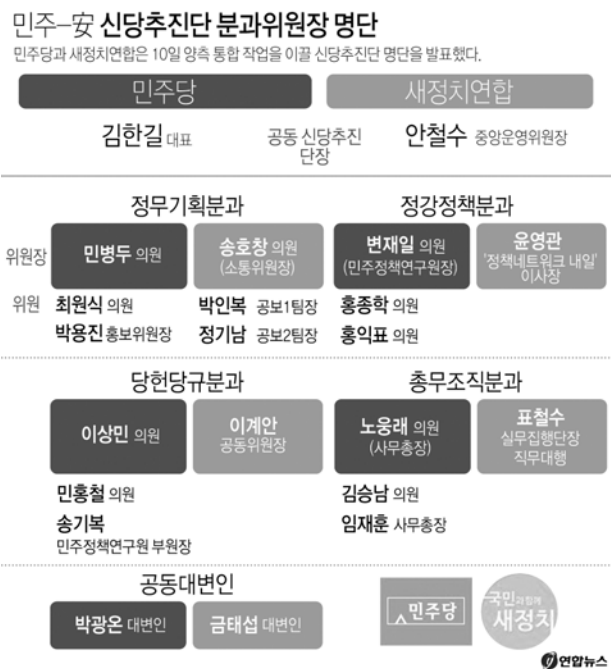 민주-安 신당추진단 분과위원장 명단
민주당과 새정치연합은 10일 양측 통합 작업을 이끌 신당추진단 명단을 발표했다.
민주당
새정치연합
김한길 대표
공동 신당추진
단장
안철수 중앙운영위원장
정무기획분과
위원장
민병두 의원
송호창 의원
(소통위원장)
위원
최원식 의원
박인복 공보1팀장
박용진 홍보위원장
정기남 공보2팀장
정강정책분과
변재일 의원
(민주정책연구원장)
윤영관
'정책네트워크 내일'
이사장
홍종학 의원
홍익표 의원
당헌당규분과
이상민 의원
이계안
공동위원장
민홍철 의원
송기복
민주정책연구원 부원장
총무조직분과
노웅래 의원
(사무총장)
표철수
실무집행단장
직무대행
김승남 의원
임재훈 사무총장
공동대변인
박광온 대변인
금태섭 대변인
민주당
국민과 함께
새정치
연합뉴스